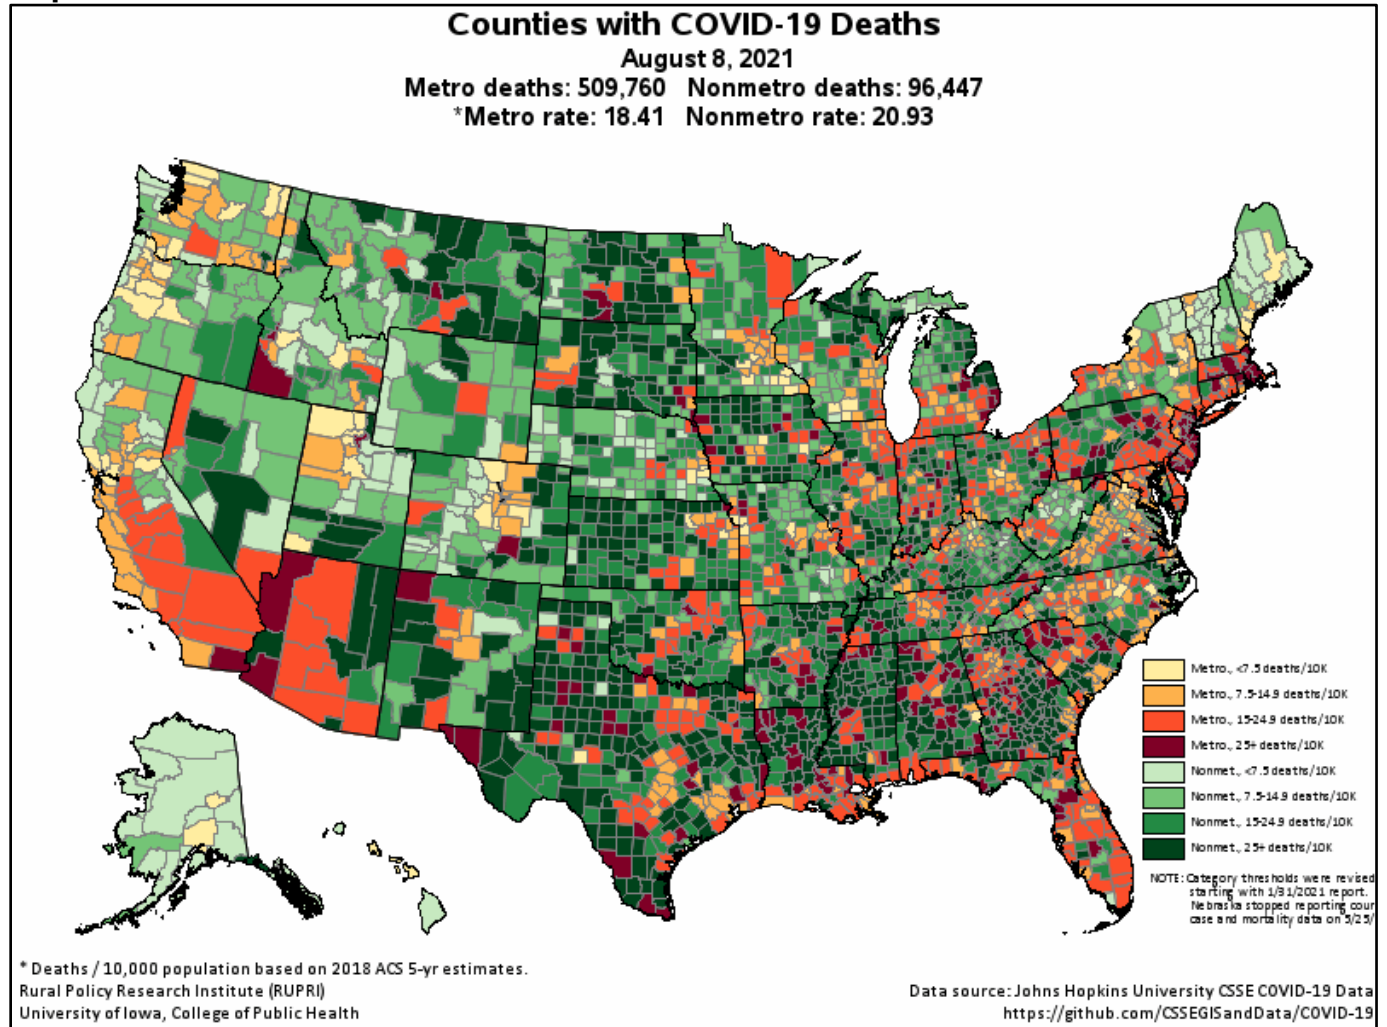 Counties with COVID-19 Deaths
August 8, 2021
Metro deaths: 509,760 Nonmetro deaths: 96,447
*Metro rate: 18.41 Nonmetro rate: 20.93
Metro., <7.5 deaths/10K
Metro., 7.5-14.9 deaths/10K
Metro., 15-24.9 deaths/10K
Metro., 25+ deaths/10K
Nonmet., <7.5 deaths/10K
Nonmet., 7.5-14.9 deaths/10K
Nonmet., 15-24.9 deaths/10K
Nonmet., 25+ deaths/10K
NOTE: Category thresholds were revised
starting with 1/31/2021 report.
Nebraska stopped reporting cour
case and mortality data on 5/25/
* Deaths / 10,000 population based on 2018 ACS 5-yr estimates.
Rural Policy Research Institute (RUPRI)
University of Iowa, College of Public Health
Data source: Johns Hopkins University CSSE COVID-19 Data
https://github.com/CSSEGISandData/COVID-19